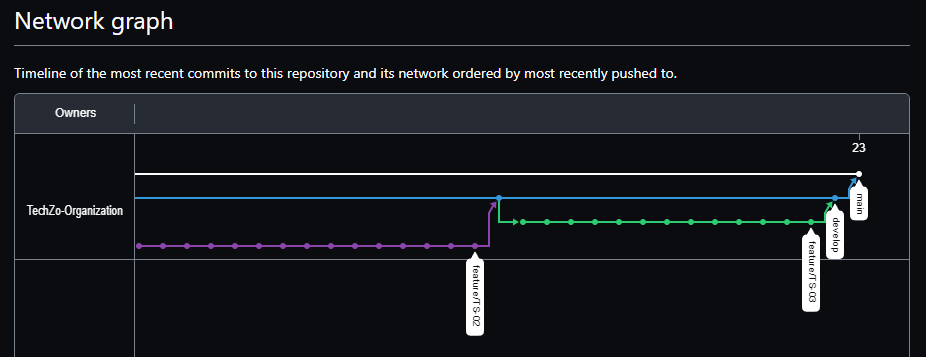 Network graph
Timeline of the most recent commits to this repository and its network ordered by most recently pushed to.
Owners
23
TechZo-Organization
main
develop
feature/TS-03
feature/TS-02